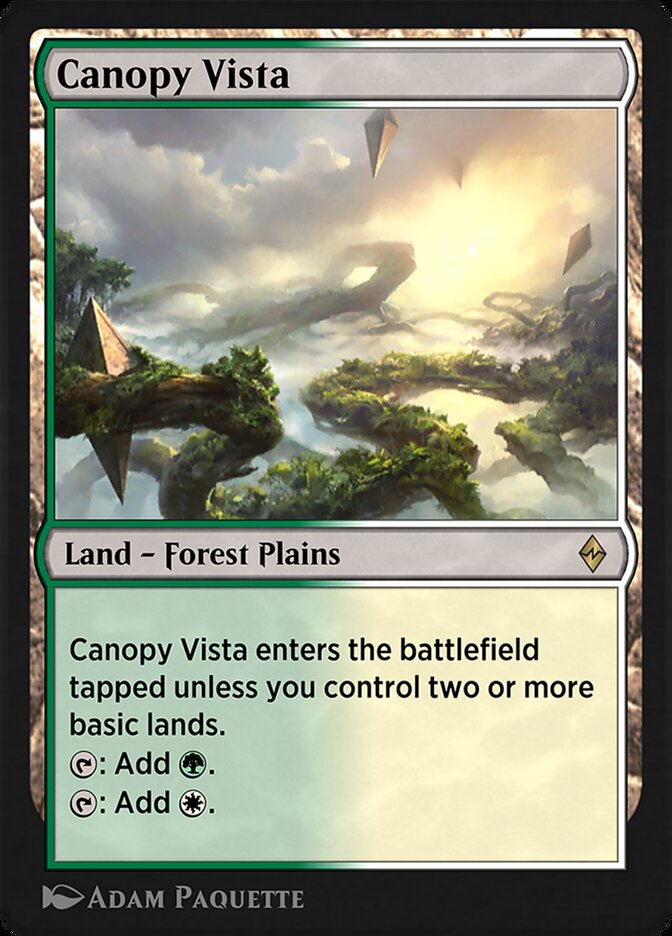 Canopy Vista
Land – Forest Plains
Canopy Vista enters the battlefield
tapped unless you control two or more
basic lands.
: Add .
: Add .
Adam Paquette